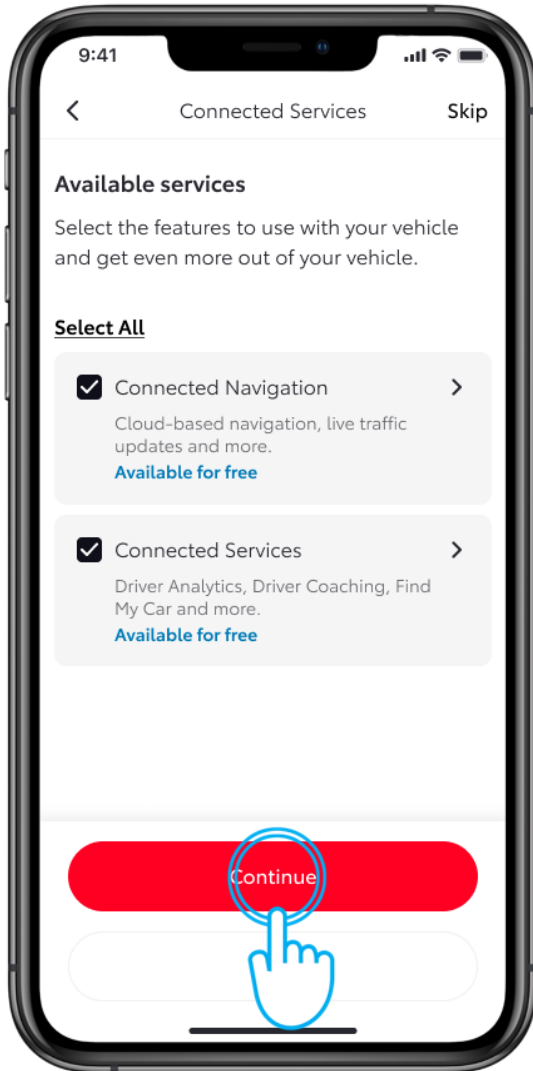 9:41
Connected Services
Skip
Available services
Select the features to use with your vehicle
and get even more out of your vehicle.
Select All
Connected Navigation
Cloud-based navigation, live traffic
updates and more.
Available for free
Connected Services
Driver Analytics, Driver Coaching, Find
My Car and more.
Available for free
Continue